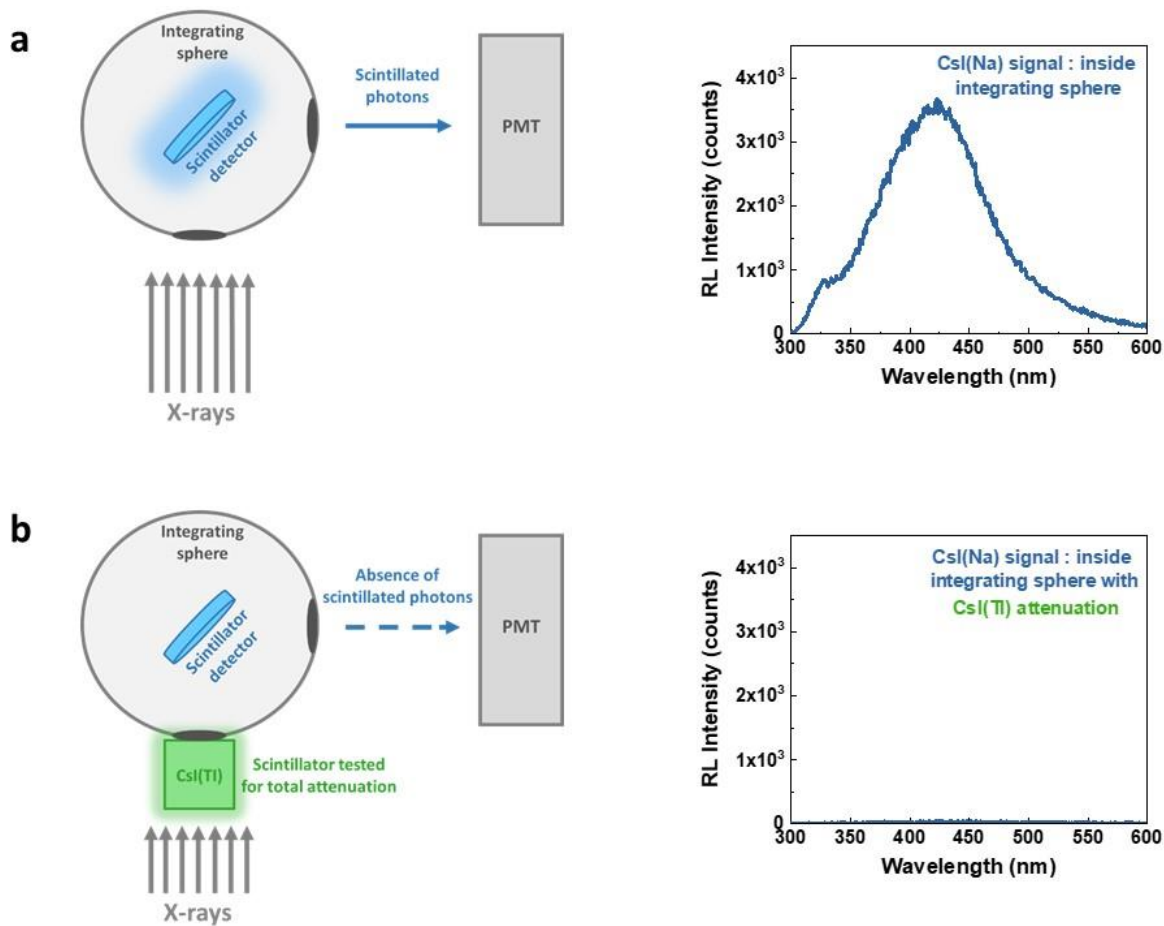 a
Integrating
sphere
Scintillator
detector
Scintillated
photons
PMT
X-rays
CsI(Na) signal : inside
integrating sphere
RL Intensity (counts)
4x10³
3x10³
2x10³
1x10³
0
300 350 400 450 500 550 600
Wavelength (nm)
b
Integrating
sphere
Scintillator
detector
Absence of
scintillated photons
PMT
CsI(Tl)
Scintillator tested
for total attenuation
X-rays
CsI(Na) signal : inside
integrating sphere with
CsI(Tl) attenuation
RL Intensity (counts)
4x10³
3x10³
2x10³
1x10³
0
300 350 400 450 500 550 600
Wavelength (nm)